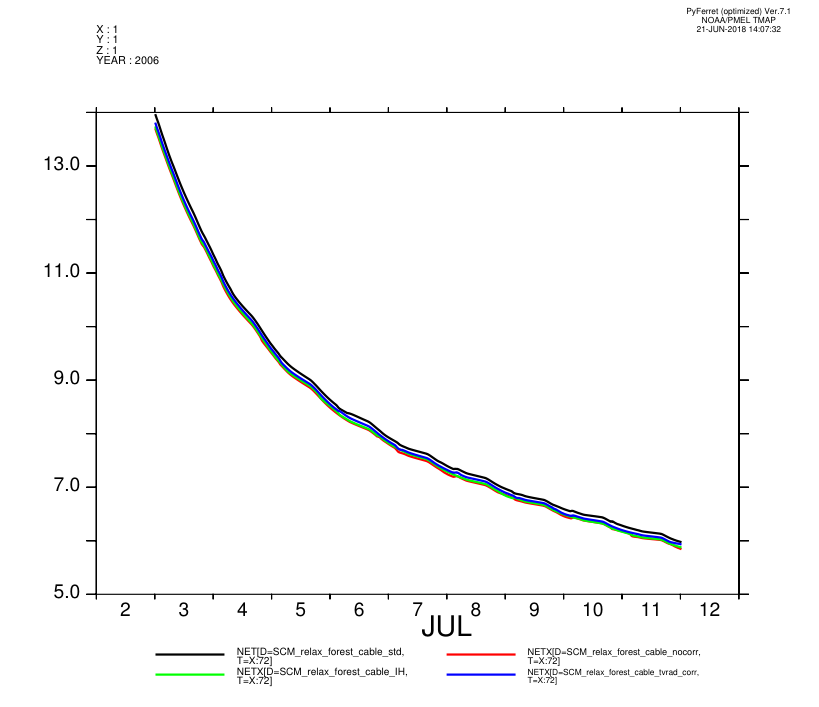 PyFerret (optimized) Ver.7.1
NOAA/PMEL TMAP
21-JUN-2018 14:07:32
X : 1
Y : 1
Z : 1
YEAR : 2006
13.0
11.0
9.0
7.0
5.0
2 3 4 5 6 7 8 9 10 11 12
JUL
NET[D=SCM_relax_forest_cable_std,
T=X:72]
NETX[D=SCM_relax_forest_cable_nocorr,
T=X:72]
NETX[D=SCM_relax_forest_cable_IH,
T=X:72]
NETX[D=SCM_relax_forest_cable_tvrad_corr,
T=X:72]